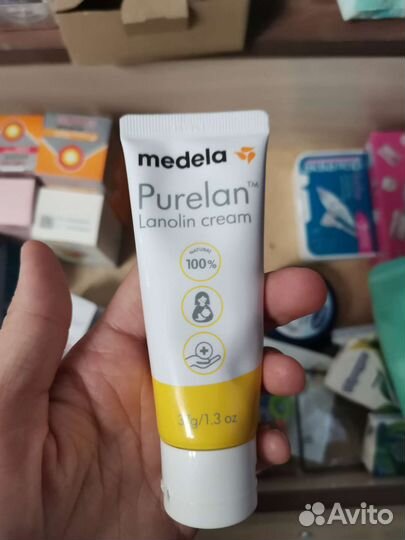 medela
Purelan™
Lanolin cream
NATURAL
100%
37g/1.3 oz
Avito